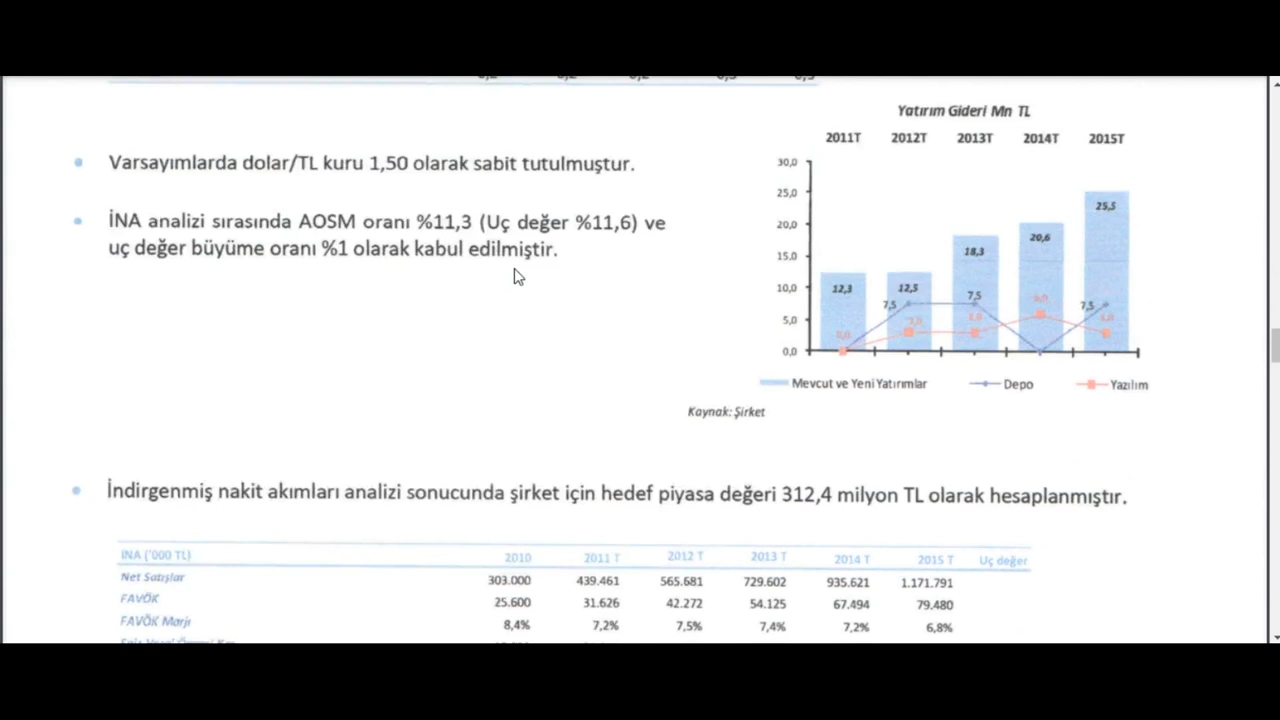 Yatırım Gideri Mn TL
2011T 2012T 2013T 2014T 2015T
• Varsayımlarda dolar/TL kuru 1,50 olarak sabit tutulmuştur.
• İNA analizi sırasında AOSM oranı %11,3 (Uç değer %11,6) ve
uç değer büyüme oranı %1 olarak kabul edilmiştir.
30,0
25,0
20,0
15,0
10,0
5,0
0,0
12,3 12,5 18,3 20,6 25,5
7,5 7,5 7,5
Mevcut ve Yeni Yatırımlar Depo Yazılım
Kaynak: Şirket
• İndirgenmiş nakit akımları analizi sonucunda şirket için hedef piyasa değeri 312,4 milyon TL olarak hesaplanmıştır.
İNA ('000 TL) 2010 2011 T 2012 T 2013 T 2014 T 2015 T Uç değer
Net Satışlar 303.000 439.461 565.681 729.602 935.621 1.171.791
FAVÖK 25.600 31.626 42.272 54.125 67.494 79.480
FAVÖK Marjı 8,4% 7,2% 7,5% 7,4% 7,2% 6,8%